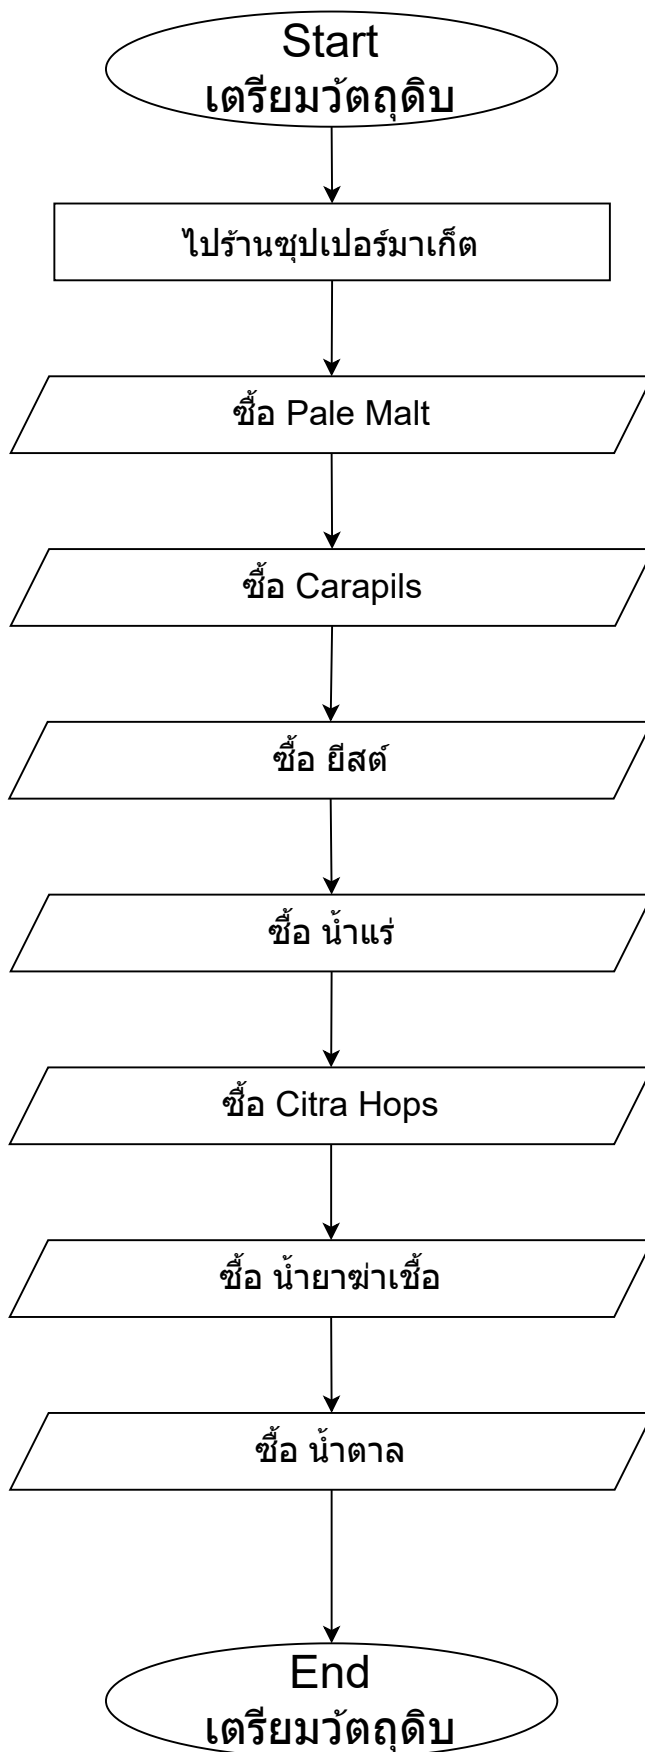 Start
เตรียมวัตถุดิบ
ไปร้านซุปเปอร์มาเก็ต
ซื้อ Pale Malt
ซื้อ Carapils
ซื้อ ยีสต์
ซื้อ น้ำแร่
ซื้อ Citra Hops
ซื้อ น้ำยาฆ่าเชื้อ
ซื้อ น้ำตาล
End
เตรียมวัตถุดิบ